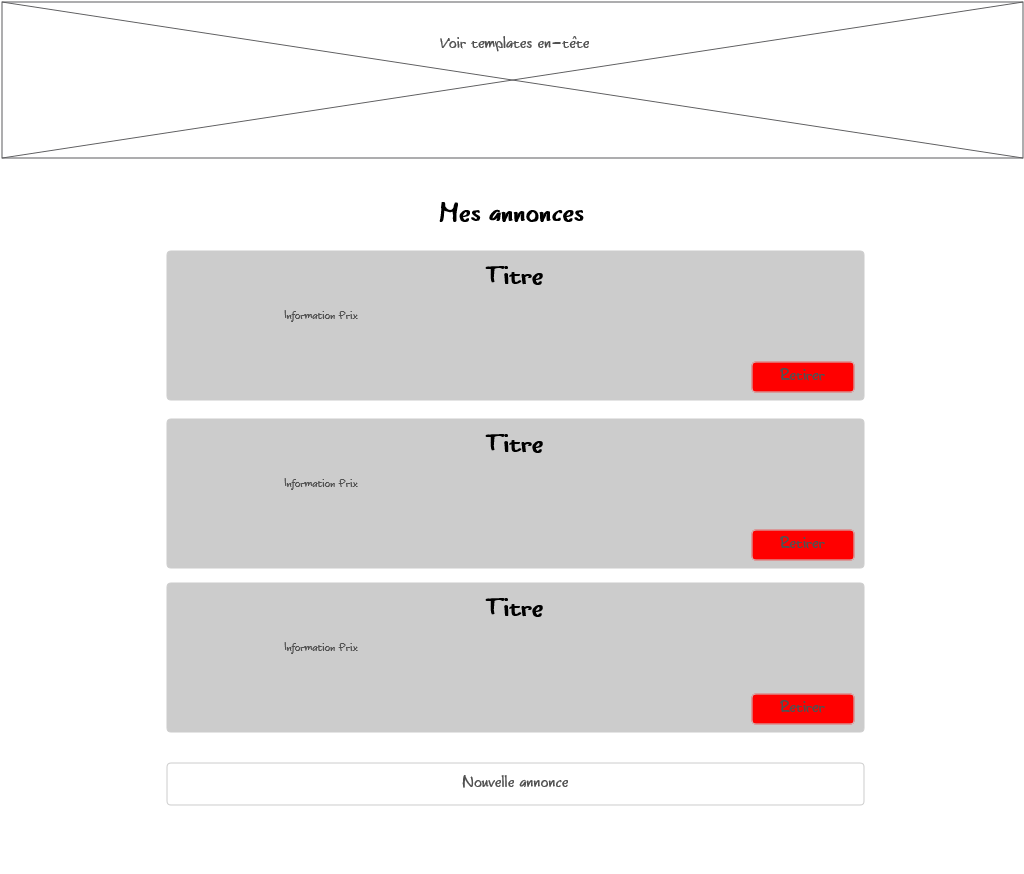 Voir templates en-tête
Mes annonces
Titre
Information Prix
Titre
Information Prix
Titre
Information Prix
Nouvelle annonce